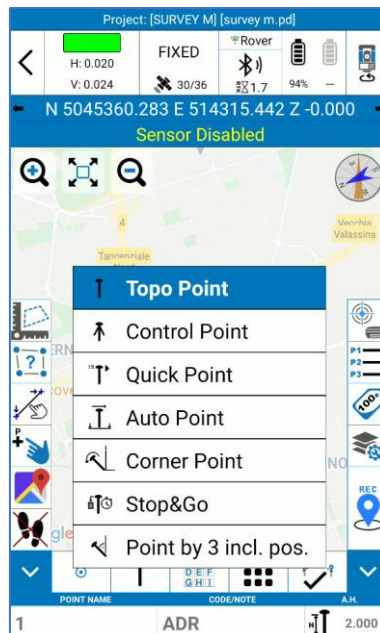 Project: [SURVEY M] [survey m.pd]
H: 0.020
V: 0.024
FIXED
30/36
Rover
1.7
94%
--
N 5045360.283 E 514315.442 Z -0.000
Sensor Disabled
4
Tangenziale
Vecchia
Valassina
Topo Point
Control Point
Quick Point
Auto Point
Corner Point
Stop&Go
Point by 3 incl. pos.
P1
P2
P3
100*
P
REC
D E F
G H I
POINT NAME
CODE/NOTE
A.H.
1
ADR
2.000